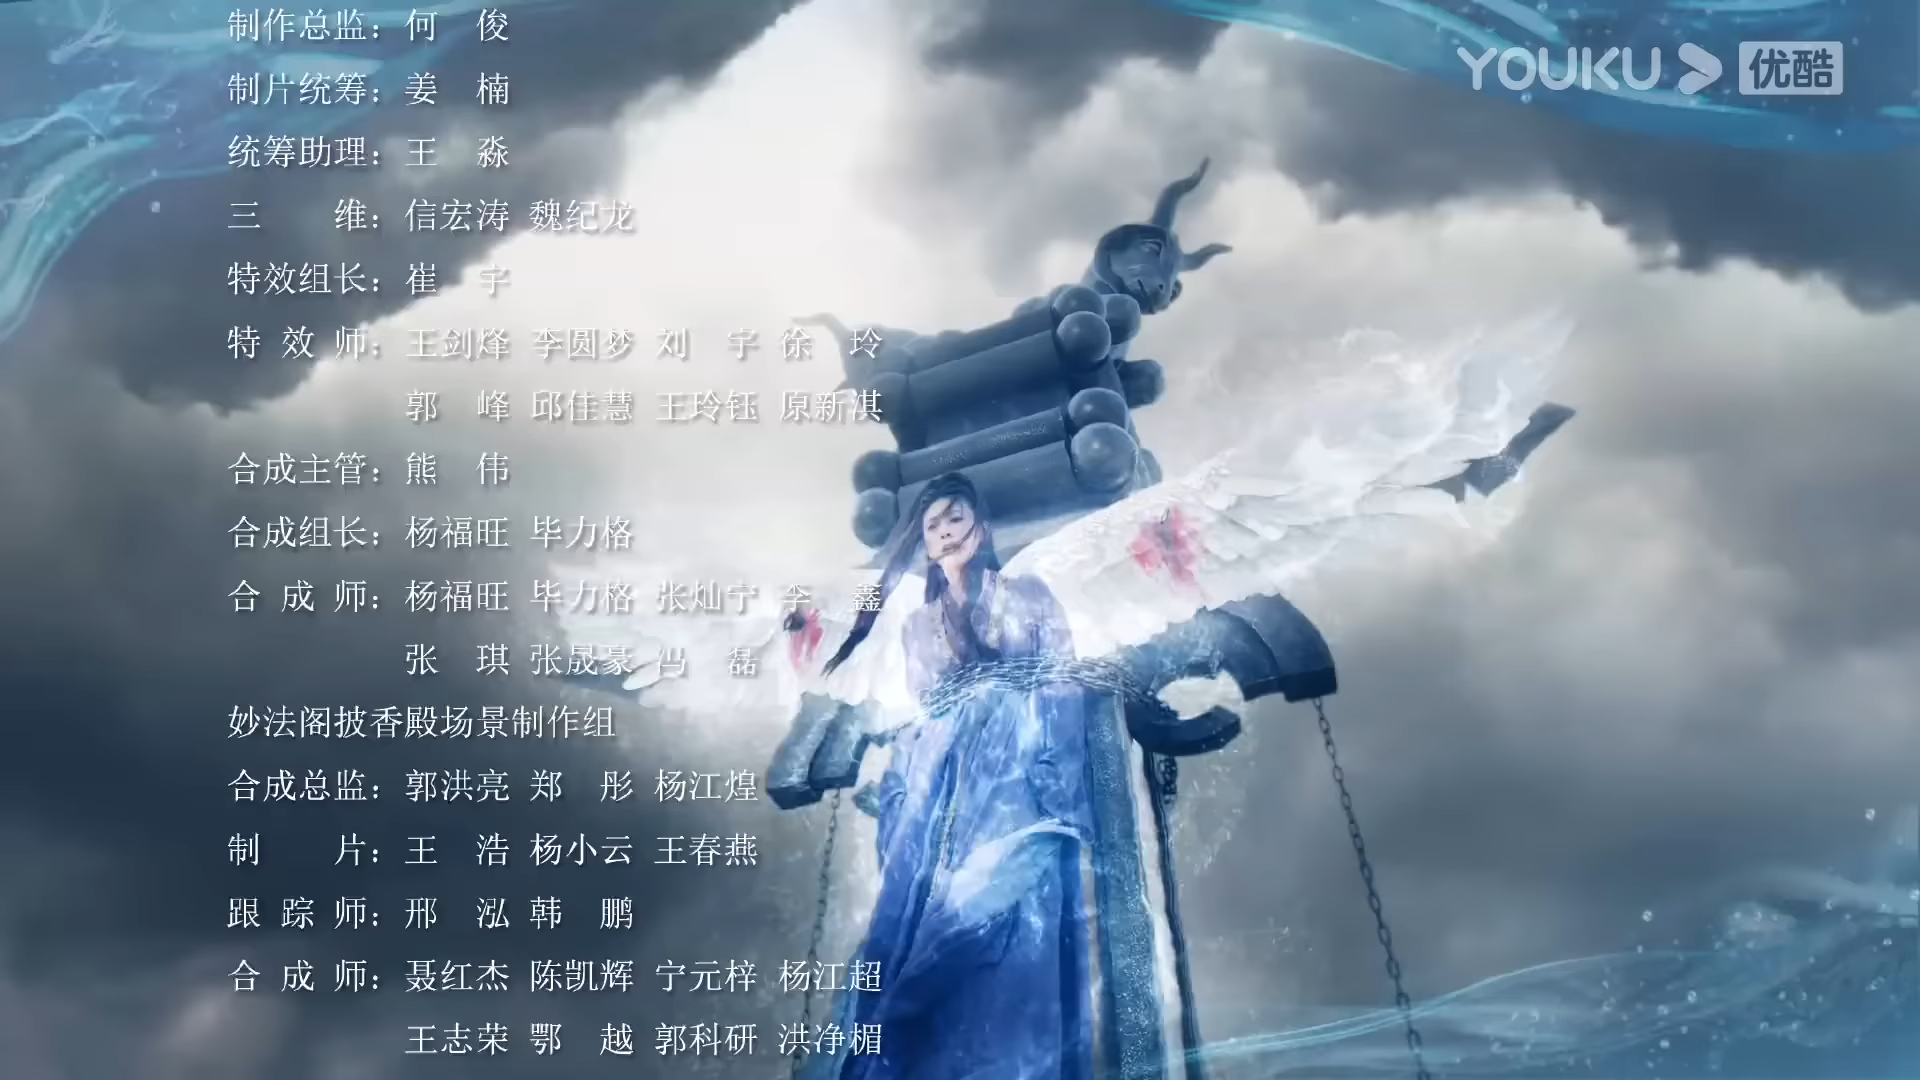 制作总监：何　俊
YOUKU 优酷
制片统筹：姜　楠
统筹助理：王　淼
三　　维：信宏涛 魏纪龙
特效组长：崔　宇
特 效 师：王剑烽 李圆梦 刘　宇 徐　玲
郭　峰 邱佳慧 王玲钰 原新淇
合成主管：熊　伟
合成组长：杨福旺 毕力格
合 成 师：杨福旺 毕力格 张灿宁 李　鑫
张　琪 张晟豪 冯　磊
妙法阁披香殿场景制作组
合成总监：郭洪亮 郑　彤 杨江煌
制　　片：王　浩 杨小云 王春燕
跟 踪 师：邢　泓 韩　鹏
合 成 师：聂红杰 陈凯辉 宁元梓 杨江超
王志荣 鄂　越 郭科研 洪净楣